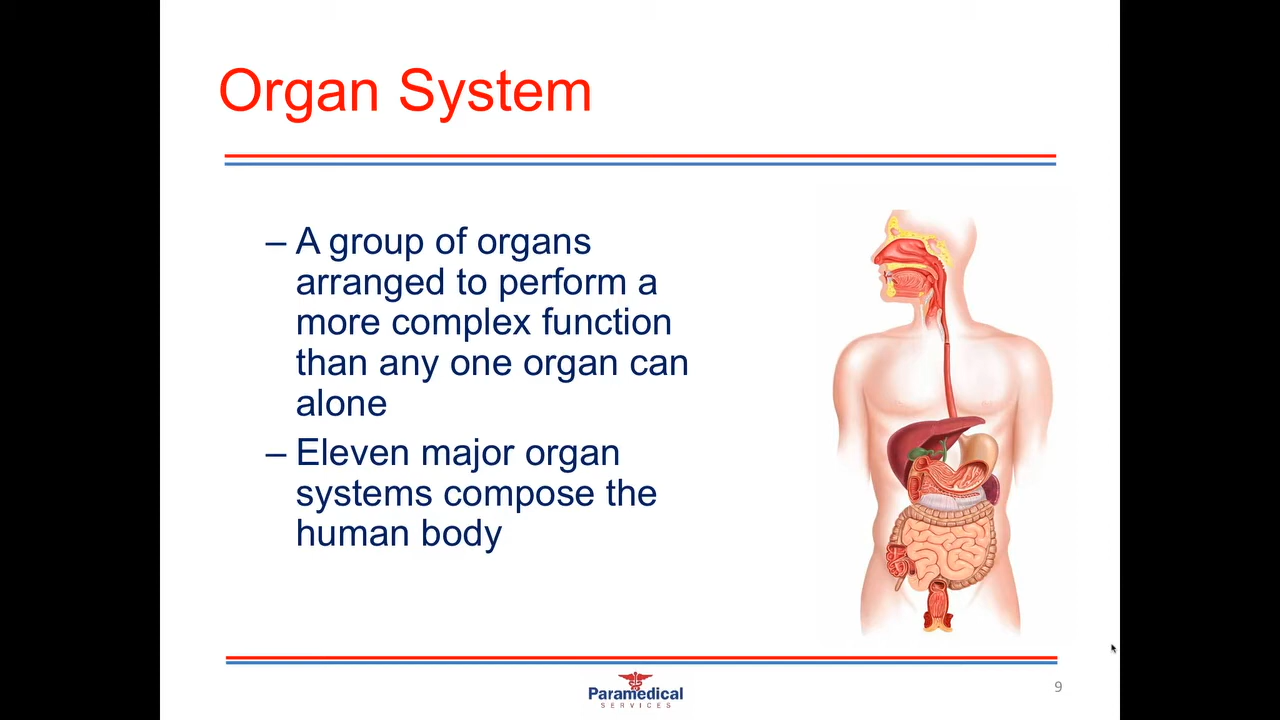 Organ System
– A group of organs
arranged to perform a
more complex function
than any one organ can
alone
– Eleven major organ
systems compose the
human body
Paramedical
SERVICES
9